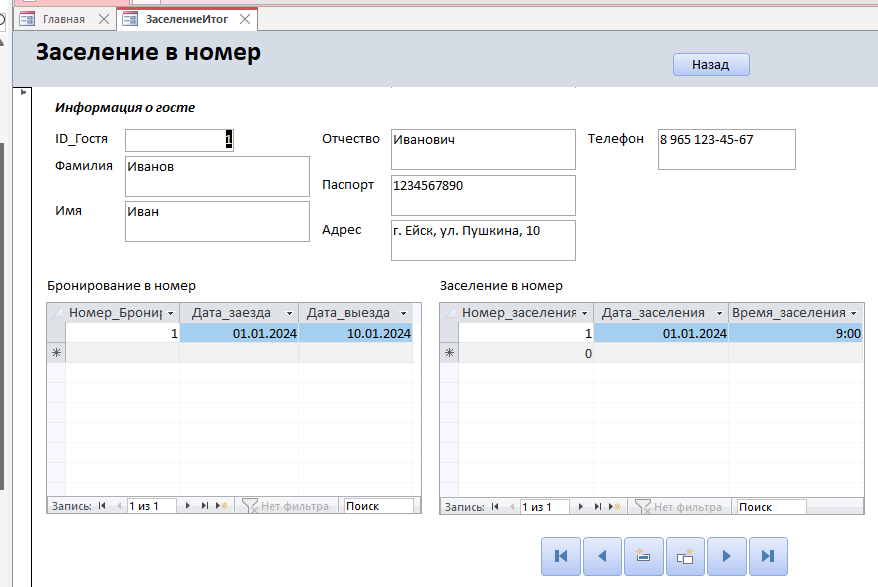 Главная ЗаселениеИтог
Заселение в номер
Назад
Информация о госте
ID_Гостя 1 Отчество Иванович Телефон 8 965 123-45-67
Фамилия Иванов
Паспорт 1234567890
Имя Иван
Адрес г. Ейск, ул. Пушкина, 10
Бронирование в номер Заселение в номер
Номер_Бронир Дата_заезда Дата_выезда Номер_заселения Дата_заселения Время_заселения
1 01.01.2024 10.01.2024 1 01.01.2024 9:00
0
Запись: 1 из 1 Нет фильтра Поиск Запись: 1 из 1 Нет фильтра Поиск